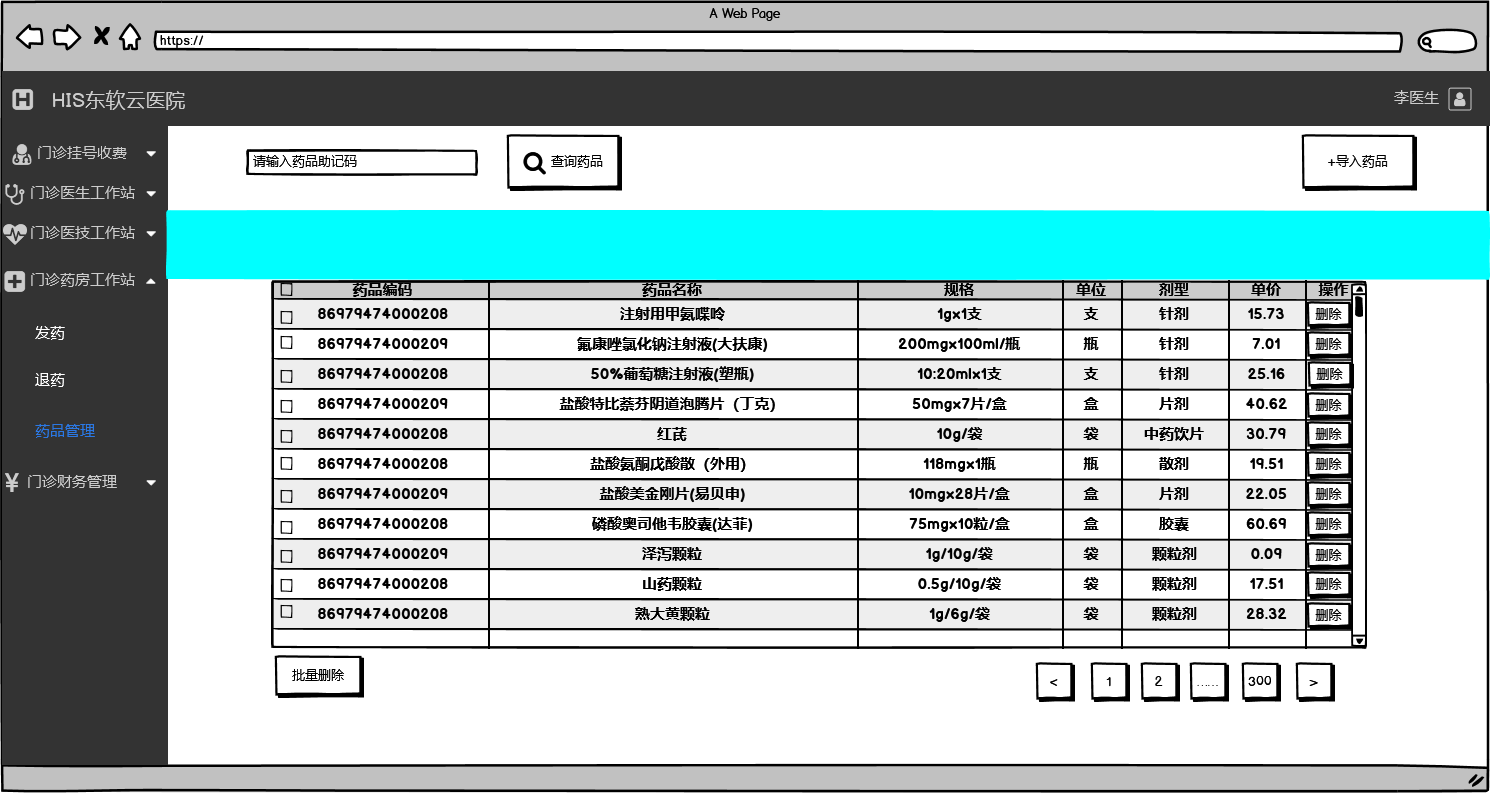 A Web Page
https://
HIS东软云医院
李医生
门诊挂号收费
门诊医生工作站
门诊医技工作站
门诊药房工作站
发药
退药
药品管理
¥ 门诊财务管理
请输入药品助记码
查询药品
+导入药品
药品编码 药品名称 规格 单位 剂型 单价 操作
86979474000208 注射用甲氨喋呤 1gx1支 支 针剂 15.73 删除
86979474000209 氟康唑氯化钠注射液(大扶康) 200mgx100ml/瓶 瓶 针剂 7.01 删除
86979474000208 50%葡萄糖注射液(塑瓶) 10:20mlx1支 支 针剂 25.16 删除
86979474000209 盐酸特比萘芬阴道泡腾片（丁克） 50mgx7片/盒 盒 片剂 40.62 删除
86979474000208 红芪 10g/袋 袋 中药饮片 30.79 删除
86979474000208 盐酸氨酮戊酸散（外用） 118mgx1瓶 瓶 散剂 19.51 删除
86979474000209 盐酸美金刚片(易贝申) 10mgx28片/盒 盒 片剂 22.05 删除
86979474000208 磷酸奥司他韦胶囊(达菲) 75mgx10粒/盒 盒 胶囊 60.69 删除
86979474000209 泽泻颗粒 1g/10g/袋 袋 颗粒剂 0.09 删除
86979474000208 山药颗粒 0.5g/10g/袋 袋 颗粒剂 17.51 删除
86979474000208 熟大黄颗粒 1g/6g/袋 袋 颗粒剂 28.32 删除
批量删除
< 1 2 ...... 300 >